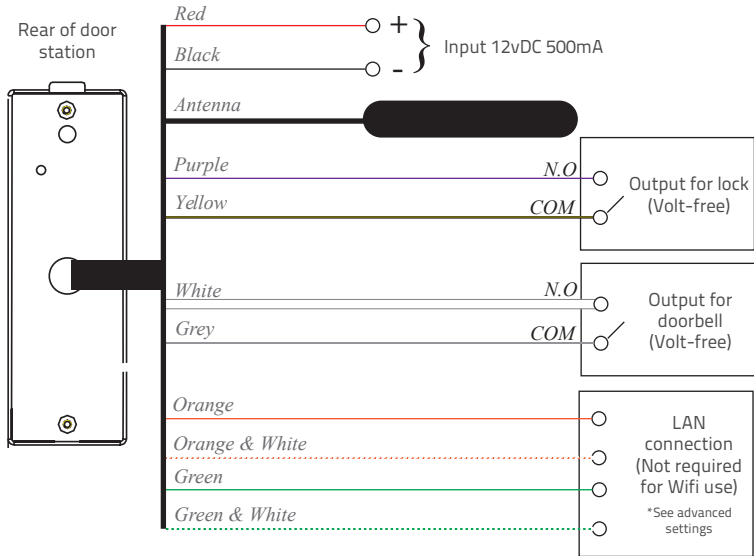 Rear of door
station
Red
+
Input 12vDC 500mA
Black
-
Antenna
Purple
N.O
Output for lock
(Volt-free)
Yellow
COM
White
N.O
Output for
doorbell
(Volt-free)
Grey
COM
Orange
Orange & White
Green
Green & White
LAN
connection
(Not required
for Wifi use)
*See advanced
settings